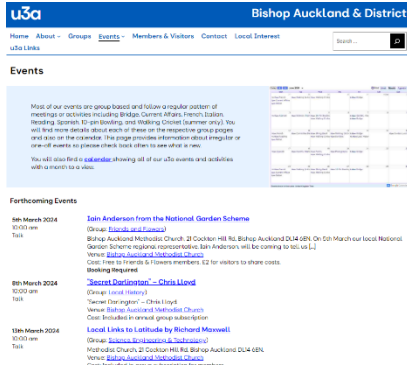 u3a
Bishop Auckland & District
Home About Groups Events Members & Visitors Contact Local Interest
u3a Links
Search ...
Events
Most of our events are group based and follow a regular pattern of
meetings or activities including Bridge, Current Affairs, French, Italian,
Reading, Spanish, 10-pin Bowling, and Walking Cricket (summer only). You
will find more details about each of these on the respective group pages
and also on the calendar. This page provides information about irregular or
one-off events so please check back often to see what is new.
You will also find a calendar showing all of our u3a events and activities
with a month to a view.
Forthcoming Events
5th March 2024
10:00 am
Talk
Iain Anderson from the National Garden Scheme
(Group: Friends and Flowers)
Bishop Auckland Methodist Church, 21 Cockton Hill Rd, Bishop Auckland DL14 6EN. On 5th March our local National
Garden Scheme regional representative, Iain Anderson, will be coming to tell us [...]
Venue: Bishop Auckland Methodist Church
Cost: Free to Friends & Flowers members. £2 for visitors to share costs.
Booking Required
8th March 2024
10:00 am
Talk
"Secret Darlington" – Chris Lloyd
(Group: Local History)
"Secret Darlington" – Chris Lloyd
Venue: Bishop Auckland Methodist Church
Cost: Included in annual group subscription
13th March 2024
10:00 am
Talk
Local Links to Latitude by Richard Maxwell
(Group: Science, Engineering & Technology)
Methodist Church, 21 Cockton Hill Rd, Bishop Auckland DL14 6EN.
Venue: Bishop Auckland Methodist Church